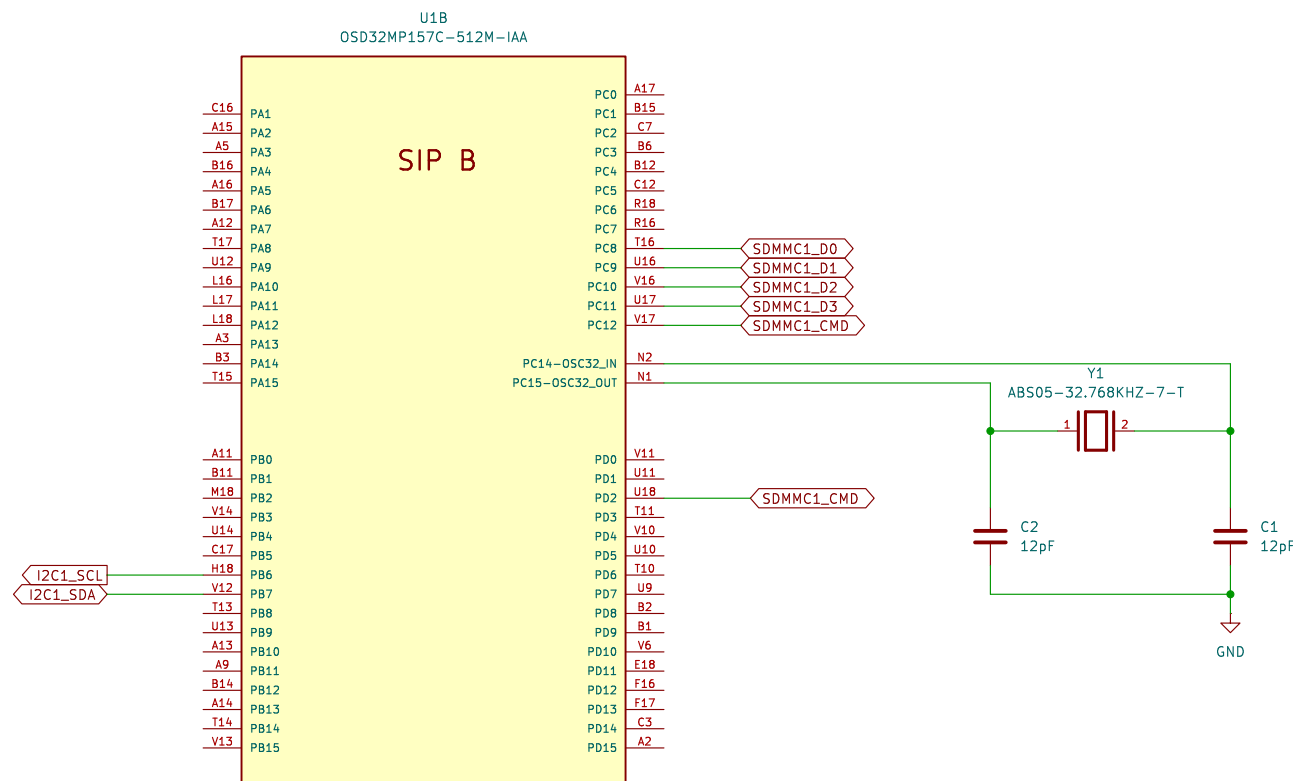 U1B
OSD32MP157C-512M-IAA
SIP B
C16 PA1
A15 PA2
A5 PA3
B16 PA4
A16 PA5
B17 PA6
A12 PA7
T17 PA8
U12 PA9
L16 PA10
L17 PA11
L18 PA12
A3 PA13
B3 PA14
T15 PA15
A11 PB0
B11 PB1
M18 PB2
V14 PB3
U14 PB4
C17 PB5
I2C1_SCL H18 PB6
I2C1_SDA V12 PB7
T13 PB8
U13 PB9
A13 PB10
A9 PB11
B14 PB12
A14 PB13
T14 PB14
V13 PB15
PC0 A17
PC1 B15
PC2 C7
PC3 B6
PC4 B12
PC5 C12
PC6 R18
PC7 R16
PC8 T16 SDMMC1_D0
PC9 U16 SDMMC1_D1
PC10 V16 SDMMC1_D2
PC11 U17 SDMMC1_D3
PC12 V17 SDMMC1_CMD
PC14-OSC32_IN N2
PC15-OSC32_OUT N1
PD0 V11
PD1 U11
PD2 U18 SDMMC1_CMD
PD3 T11
PD4 V10
PD5 U10
PD6 T10
PD7 U9
PD8 B2
PD9 B1
PD10 V6
PD11 E18
PD12 F16
PD13 F17
PD14 C3
PD15 A2
Y1
ABS05-32.768KHZ-7-T
1 2
C2
12pF
C1
12pF
GND